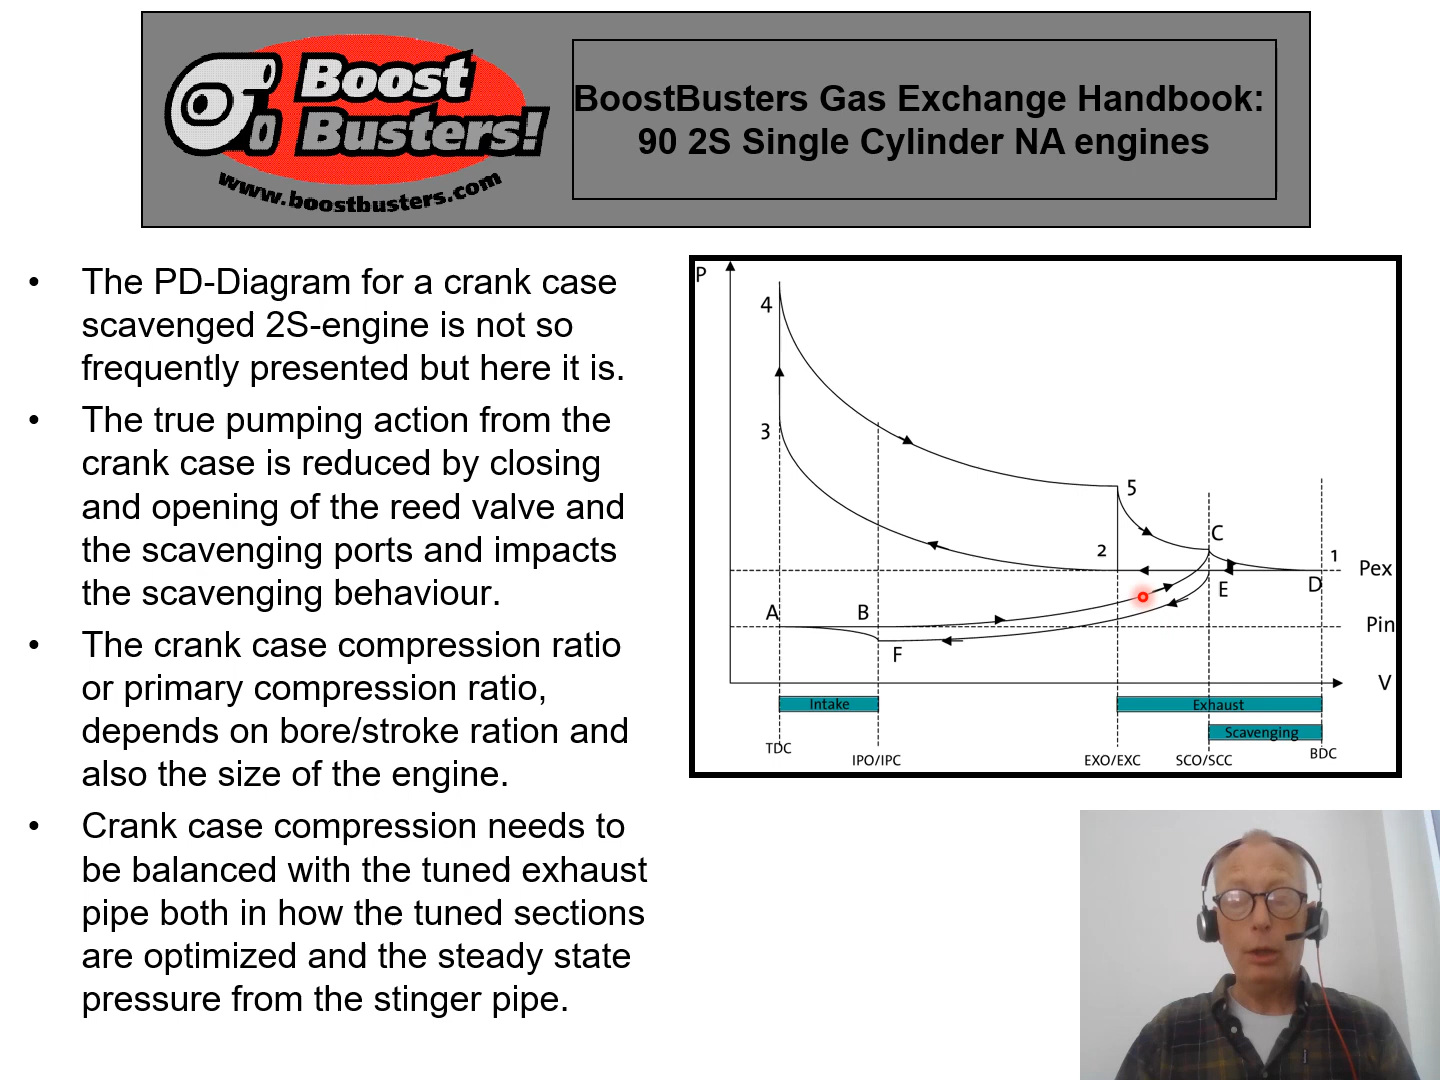 Boost
Busters!
www.boostbusters.com
BoostBusters Gas Exchange Handbook:
90 2S Single Cylinder NA engines
• The PD-Diagram for a crank case
scavenged 2S-engine is not so
frequently presented but here it is.
• The true pumping action from the
crank case is reduced by closing
and opening of the reed valve and
the scavenging ports and impacts
the scavenging behaviour.
• The crank case compression ratio
or primary compression ratio,
depends on bore/stroke ration and
also the size of the engine.
• Crank case compression needs to
be balanced with the tuned exhaust
pipe both in how the tuned sections
are optimized and the steady state
pressure from the stinger pipe.
P
4
3
5
C
2
1
Pex
D
E
A
B
Pin
F
V
Intake
Exhaust
Scavenging
TDC
IPO/IPC
EXO/EXC
SCO/SCC
BDC